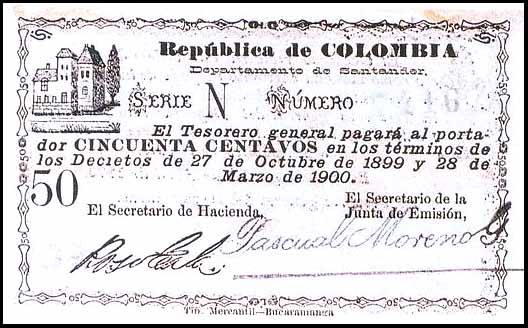 República de COLOMBIA
Departamento de Santander.
SERIE N NÚMERO
El Tesorero general pagará al porta-
dor CINCUENTA CENTAVOS en los términos de
los Decretos de 27 de Octubre de 1899 y 28 de
Marzo de 1900.
50
El Secretario de Hacienda,
El Secretario de la
Junta de Emisión,
Pascual Moreno
Tip. Mercantil—Bucaramanga